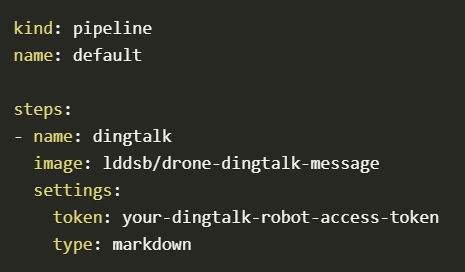 kind: pipeline
name: default

steps:
- name: dingtalk
  image: lddsb/drone-dingtalk-message
  settings:
    token: your-dingtalk-robot-access-token
    type: markdown